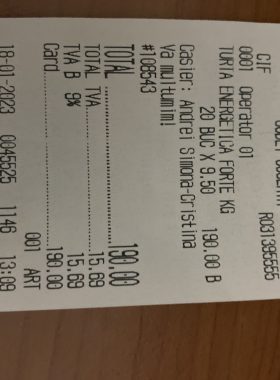 CIF RO31395555
0001 Operator 01
TURTA ENERGETICA FORTE KG
20 BUC X 9.50 190.00 B
Casier: Andrei Simona-Cristina
#108543
Va multumim!
TOTAL 190.00
TOTAL TVA 15.69
TVA B 9% 15.69
Card 190.00
001 ART
18-01-2023 0045525 1146 13:09